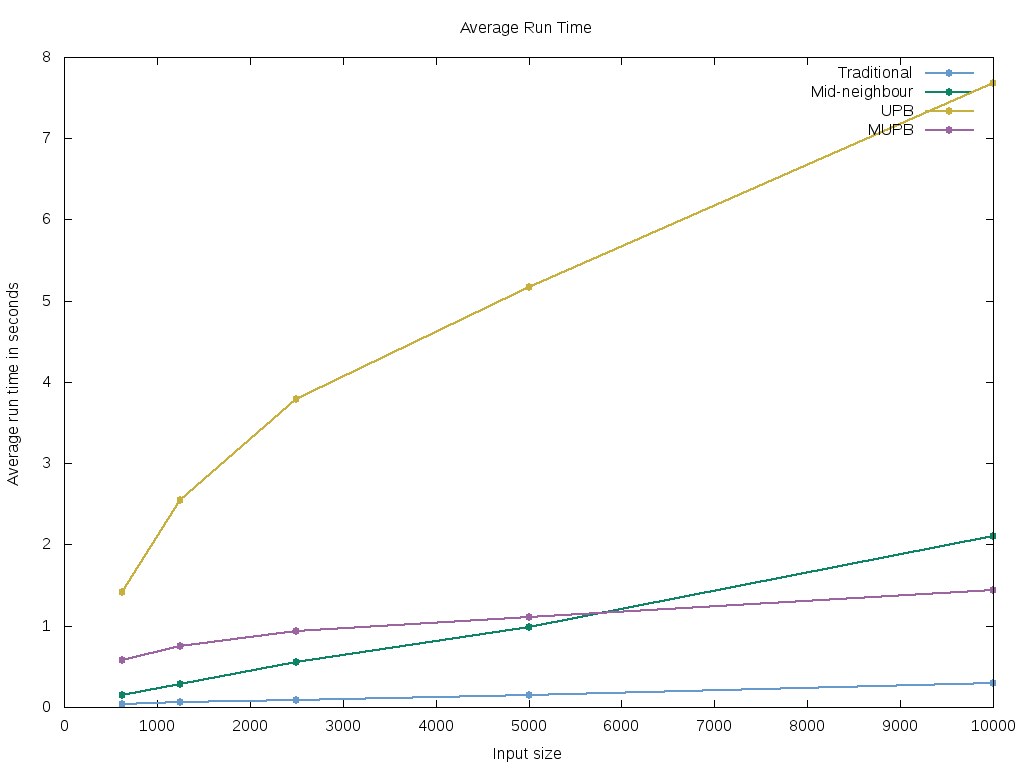 Average Run Time
Traditional
Mid-neighbour
UPB
MUPB
8
7
6
5
4
3
2
1
0
Average run time in seconds
0 1000 2000 3000 4000 5000 6000 7000 8000 9000 10000
Input size